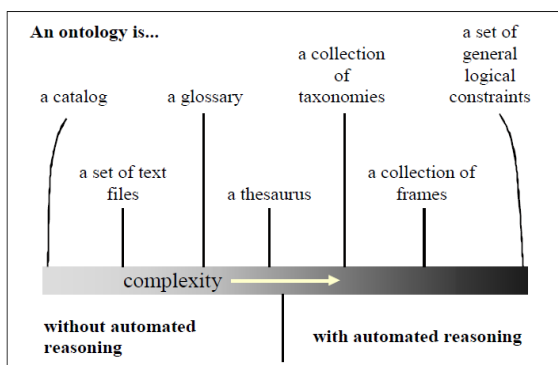 An ontology is...
a catalog
a glossary
a collection
of
taxonomies
a set of
general
logical
constraints
a set of text
files
a thesaurus
a collection of
frames
complexity
without automated
reasoning
with automated reasoning